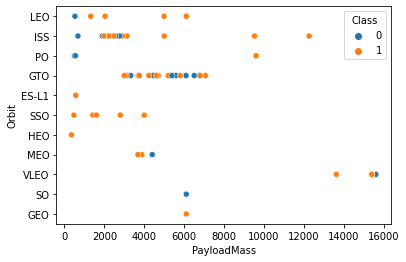 Class
0
1
LEO
ISS
PO
GTO
ES-L1
SSO
HEO
MEO
VLEO
SO
GEO
Orbit
0 2000 4000 6000 8000 10000 12000 14000 16000
PayloadMass